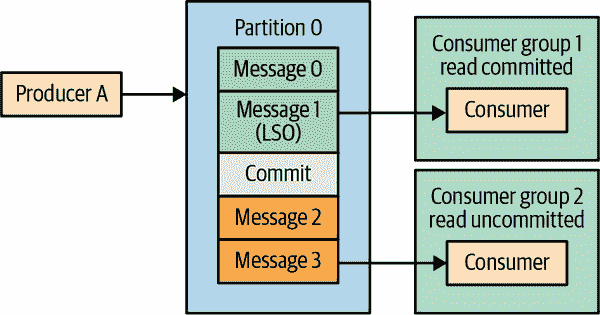 Producer A
Partition 0
Message 0
Message 1
(LSO)
Commit
Message 2
Message 3
Consumer group 1
read committed
Consumer
Consumer group 2
read uncommitted
Consumer